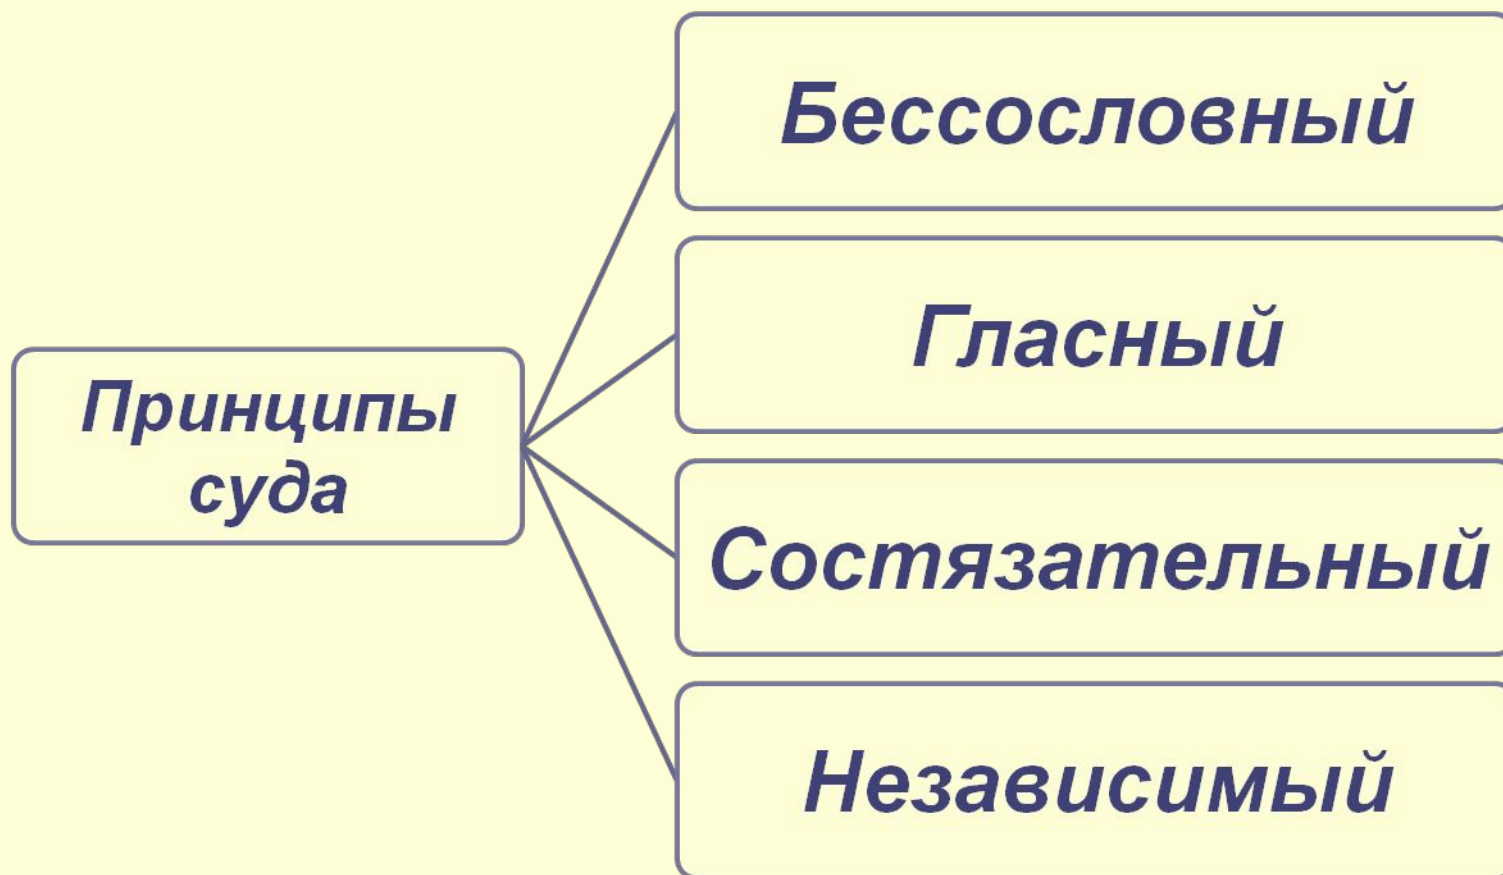 Принципы
суда
Бессословный
Гласный
Состязательный
Независимый